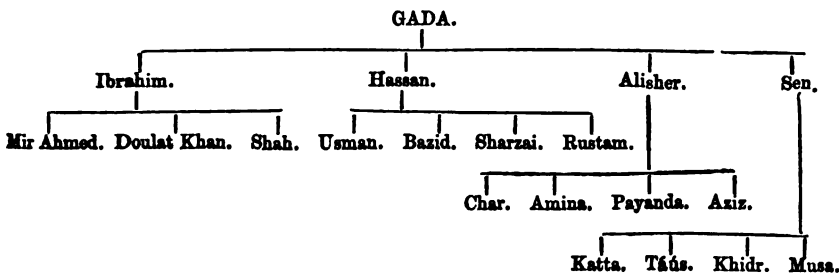 GADA.
Ibrahim. Hassan. Alisher. Sen.
Mir Ahmed. Doulat Khan. Shah. Usman. Bazid. Sharzai. Rustam.
Char. Amina. Payanda. Aziz.
Katta. Táús. Khidr. Musa.